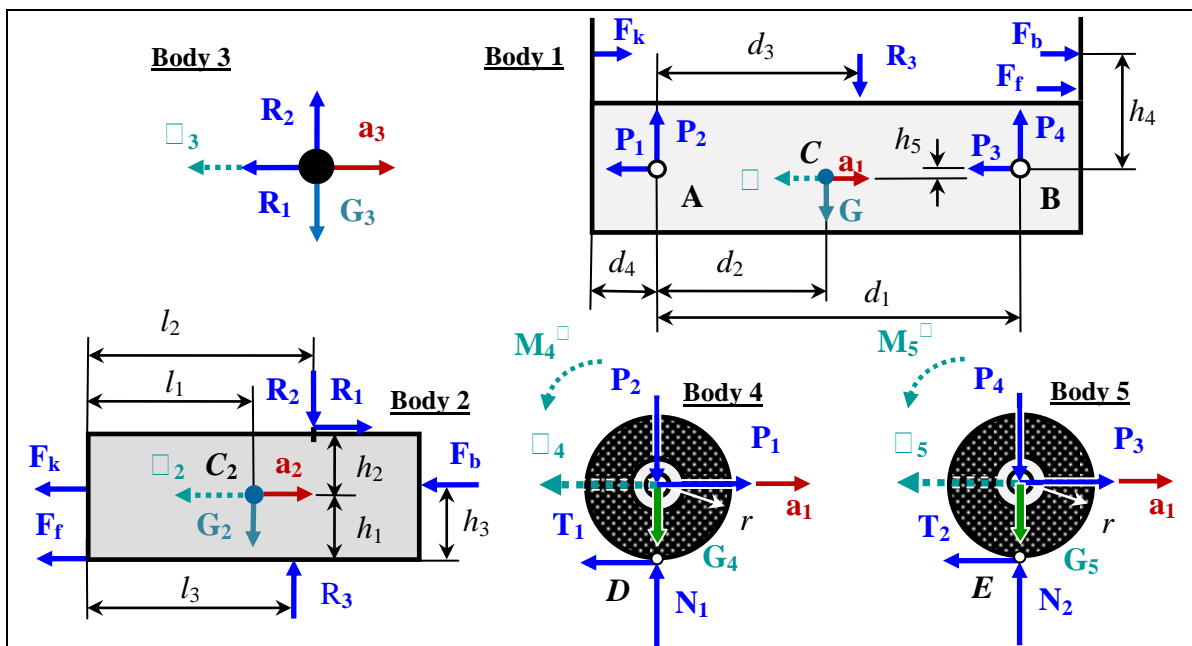 Body 3
R2
□3
a3
R1
G3
Body 1
Fk
d3
R3
Fb
Ff
h4
P1
P2
C
a1
h5
P3
P4
□
A
G
B
d4
d2
d1
l2
l1
R2
R1
Body 2
Fk
□2
C2
a2
h2
Fb
Ff
G2
h1
h3
l3
R3
M4□
P2
Body 4
□4
P1
a1
T1
r
G4
D
N1
M5□
P4
Body 5
□5
P3
a1
T2
r
G5
E
N2